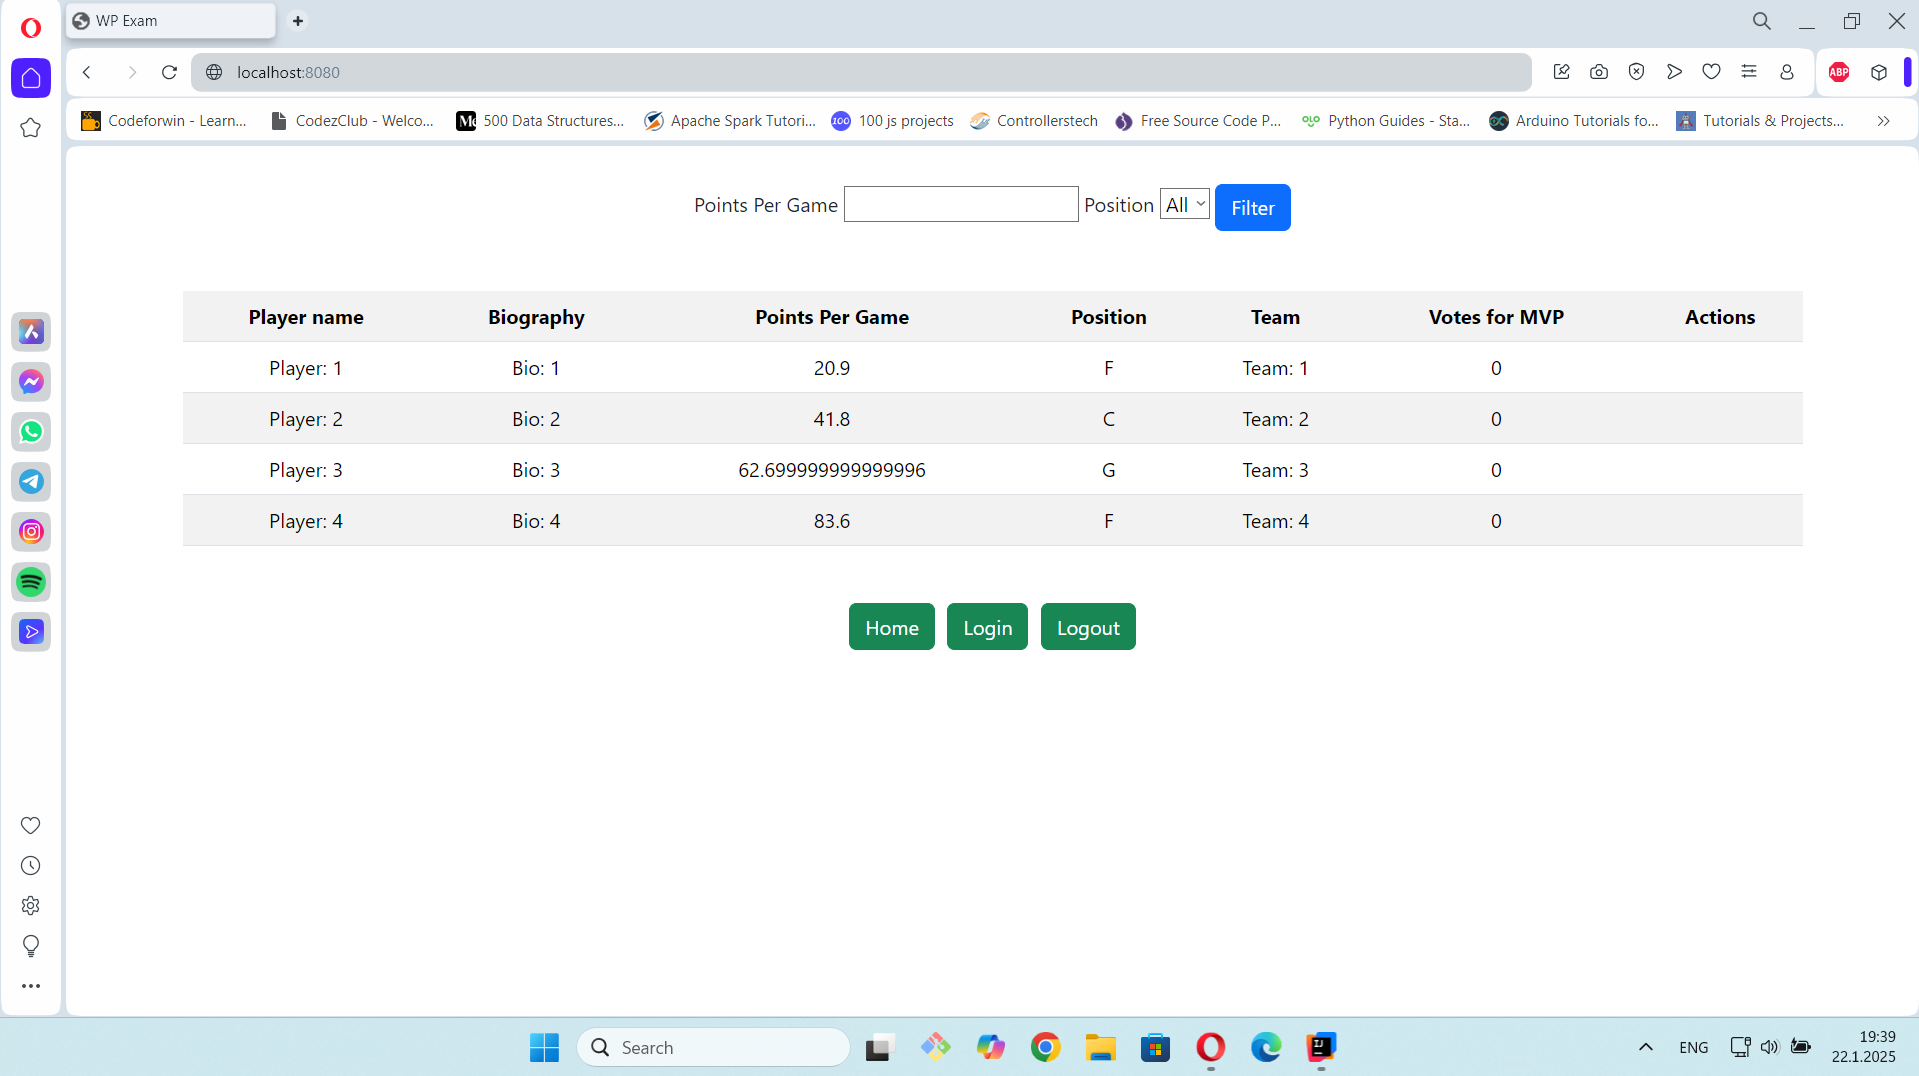 WP Exam
localhost:8080
ABP
Codeforwin - Learn...
CodezClub - Welco...
500 Data Structures...
Apache Spark Tutori...
100 js projects
Controllerstech
Free Source Code P...
Python Guides - Sta...
Arduino Tutorials fo...
Tutorials & Projects...
Points Per Game Position All Filter
Player name Biography Points Per Game Position Team Votes for MVP Actions
Player: 1 Bio: 1 20.9 F Team: 1 0
Player: 2 Bio: 2 41.8 C Team: 2 0
Player: 3 Bio: 3 62.699999999999996 G Team: 3 0
Player: 4 Bio: 4 83.6 F Team: 4 0
Home Login Logout
Search
ENG
19:39
22.1.2025